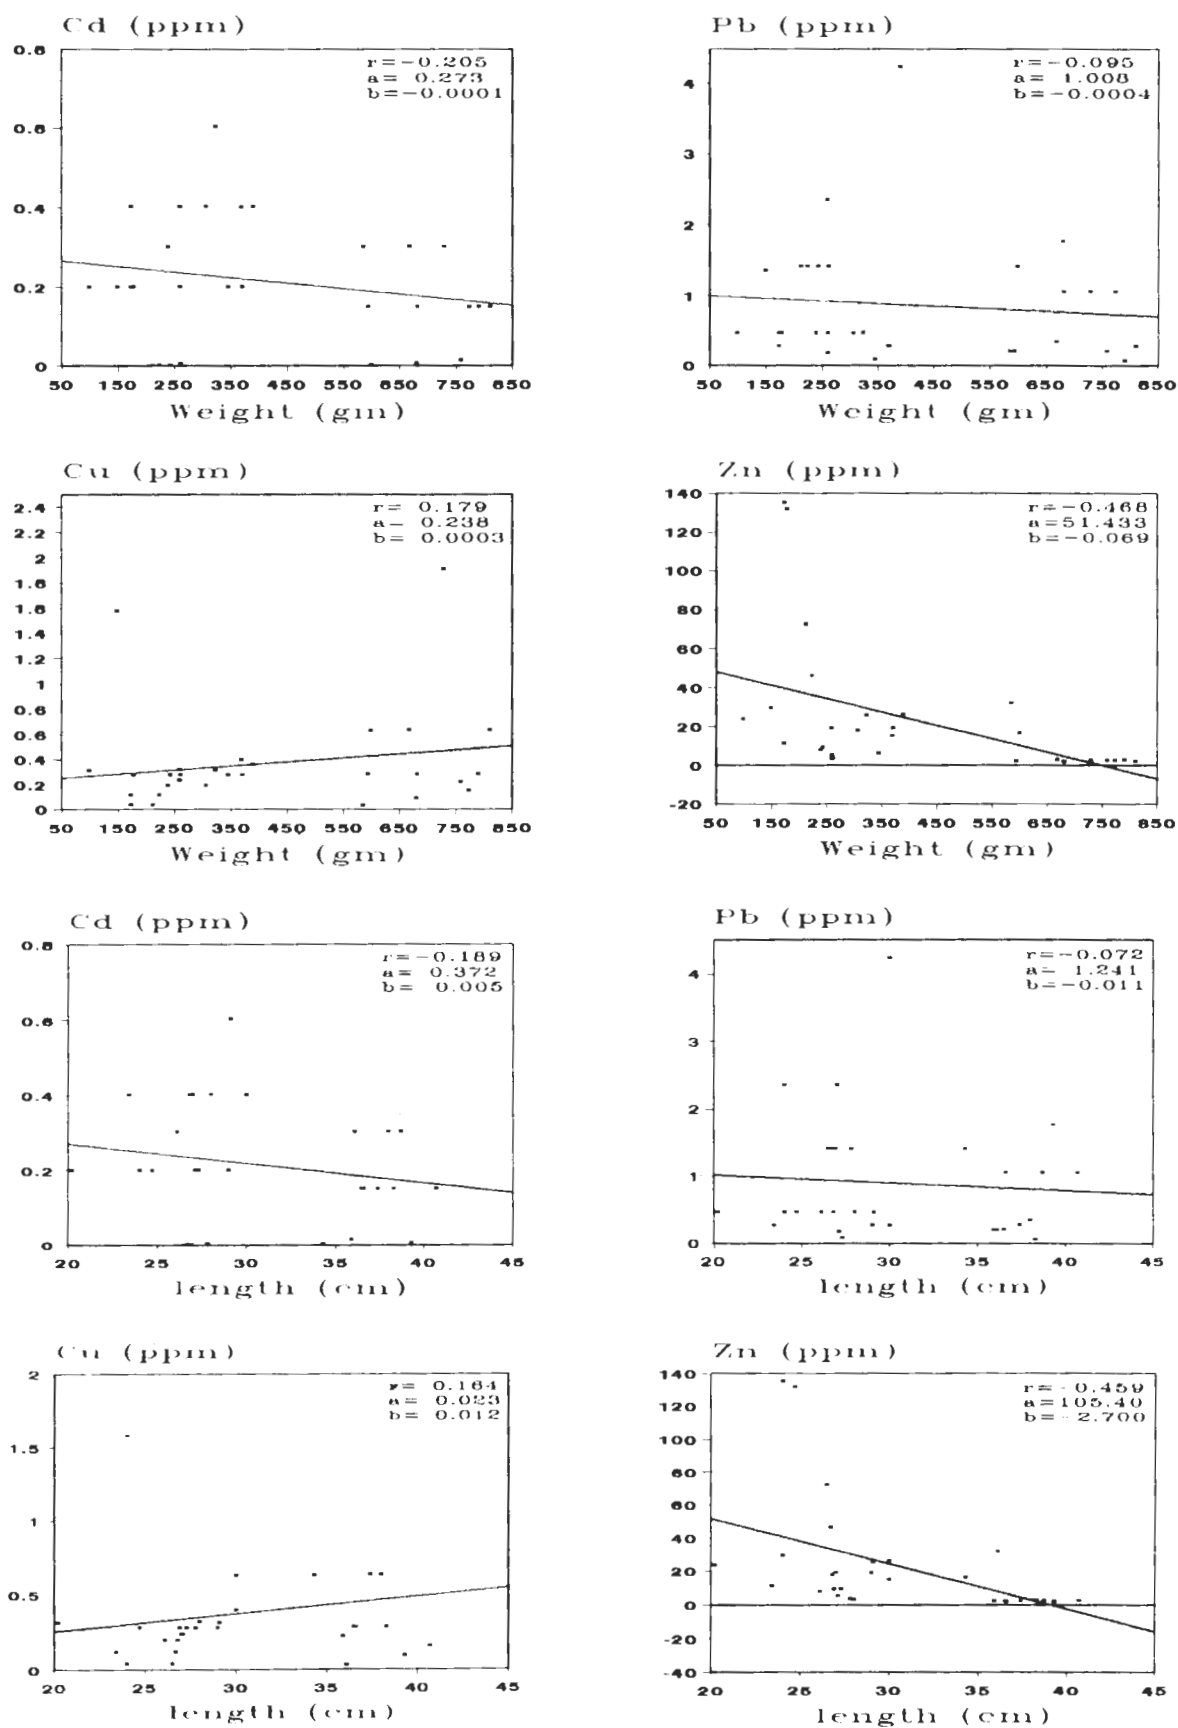 Cd (ppm)
r=-0.205
a= 0.273
b=-0.0001
0.8
0.6
0.4
0.2
0
50 150 250 350 450 550 650 750 850
Weight (gm)
Pb (ppm)
r=-0.095
a= 1.008
b=-0.0004
4
3
2
1
0
50 150 250 350 450 550 650 750 850
Weight (gm)
Cu (ppm)
r= 0.179
a- 0.238
b= 0.0003
2.4
2.2
2
1.8
1.6
1.4
1.2
1
0.8
0.6
0.4
0.2
0
50 150 250 350 450 550 650 750 850
Weight (gm)
Zn (ppm)
r=-0.468
a=51.433
b=-0.069
140
120
100
80
60
40
20
0
-20
50 150 250 350 450 550 650 750 850
Weight (gm)
Cd (ppm)
r=-0.189
a= 0.372
b= 0.005
0.8
0.6
0.4
0.2
0
20 25 30 35 40 45
length (cm)
Pb (ppm)
r=-0.072
a- 1.241
b=-0.011
4
3
2
1
0
20 25 30 35 40 45
length (cm)
Cu (ppm)
r= 0.164
a= 0.023
b= 0.012
2
1.5
1
0.5
0
20 25 30 35 40 45
length (cm)
Zn (ppm)
r=-0.459
a=105.40
b=-2.700
140
100
80
60
40
20
0
-20
-40
20 25 30 35 40 45
length (cm)